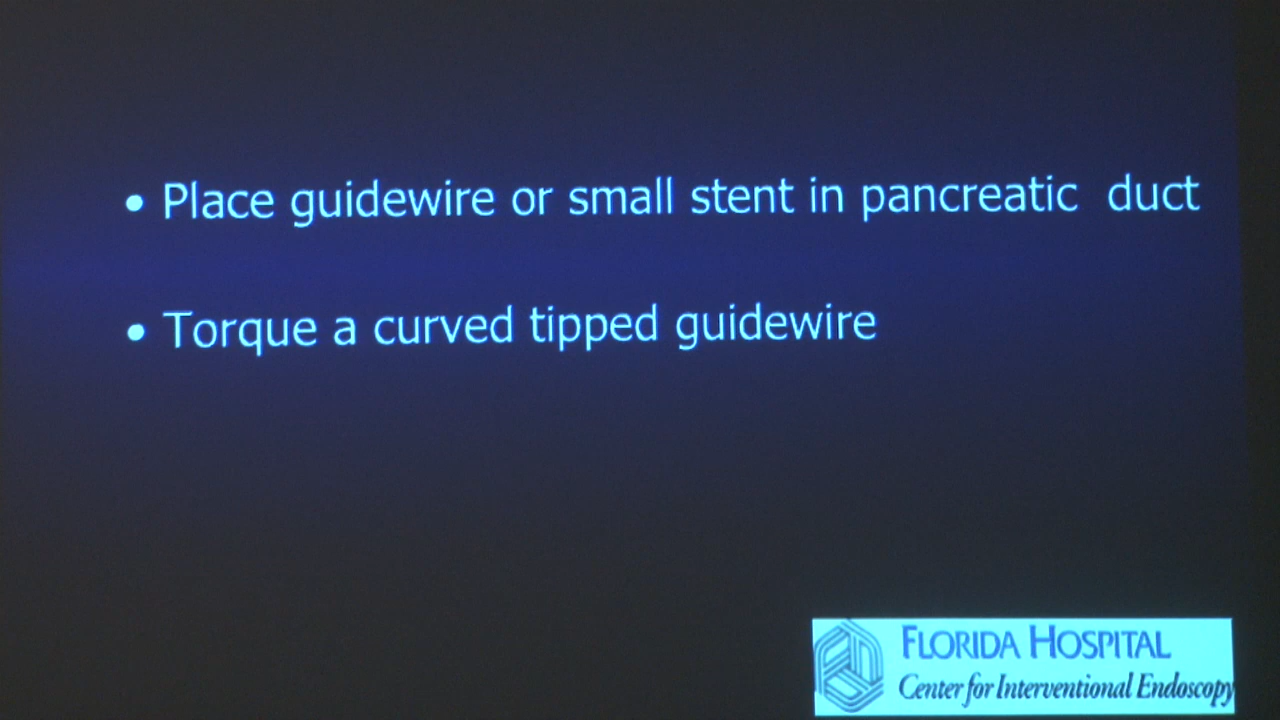 • Place guidewire or small stent in pancreatic duct
• Torque a curved tipped guidewire
FLORIDA HOSPITAL
Center for Interventional Endoscopy